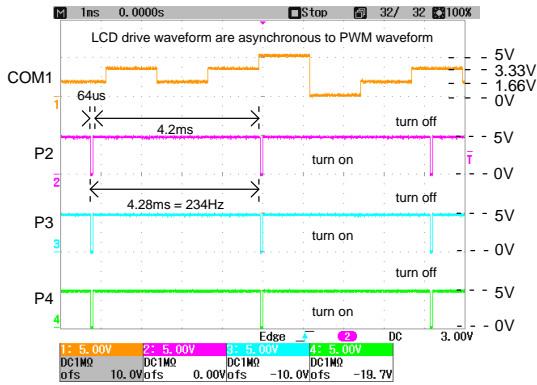 M 1ms 0.0000s Stop 32/ 32 100%
LCD drive waveform are asynchronous to PWM waveform
5V
3.33V
COM1
1.66V
64us
0V
1
turn off
4.2ms
5V
P2
turn on
T
0V
2
turn off
4.28ms = 234Hz
5V
P3
turn on
3
0V
turn off
5V
P4
turn on
4
0V
Edge 2 DC 3.00V
1: 5.00V 2: 5.00V 3: 5.00V 4: 5.00V
DC1MΩ DC1MΩ DC1MΩ DC1MΩ
ofs 10.0V ofs 0.00V ofs -10.0V ofs -19.7V